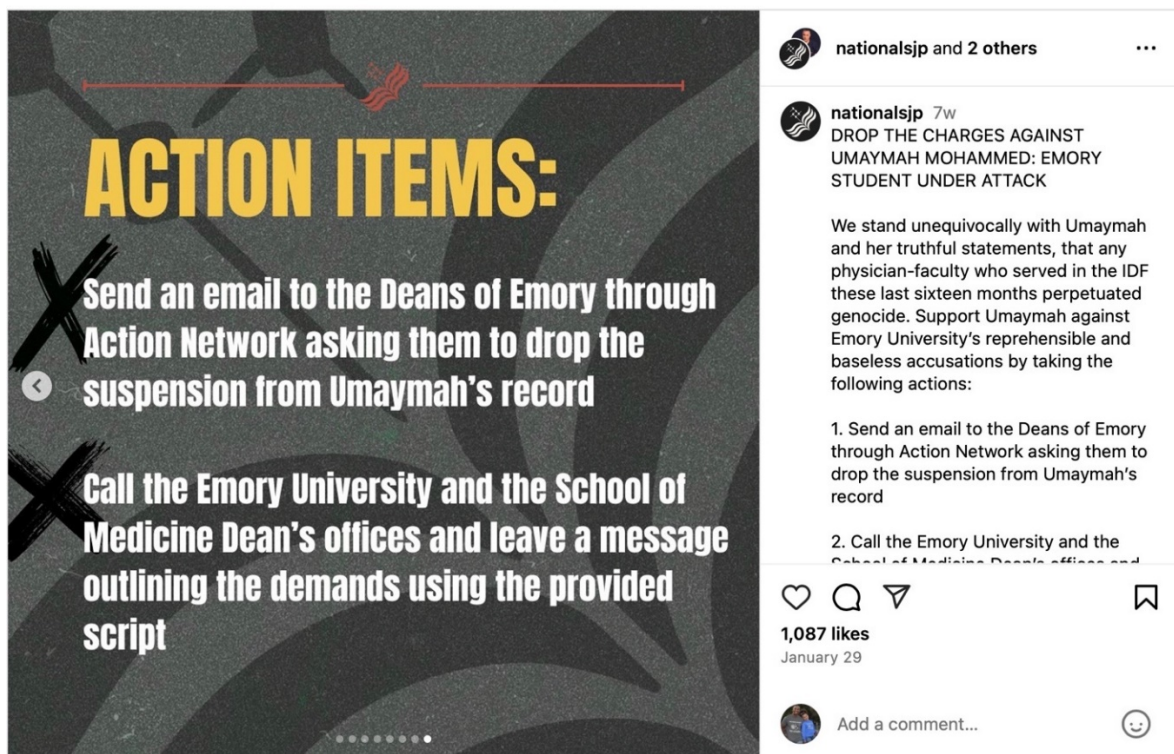 ACTION ITEMS:
Send an email to the Deans of Emory through
Action Network asking them to drop the
suspension from Umaymah's record
Call the Emory University and the School of
Medicine Dean's offices and leave a message
outlining the demands using the provided
script
nationalsjp and 2 others
nationalsjp 7w
DROP THE CHARGES AGAINST
UMAYMAH MOHAMMED: EMORY
STUDENT UNDER ATTACK
We stand unequivocally with Umaymah
and her truthful statements, that any
physician-faculty who served in the IDF
these last sixteen months perpetuated
genocide. Support Umaymah against
Emory University's reprehensible and
baseless accusations by taking the
following actions:
1. Send an email to the Deans of Emory
through Action Network asking them to
drop the suspension from Umaymah's
record
2. Call the Emory University and the
School of Medicine Dean's offices and
1,087 likes
January 29
Add a comment...